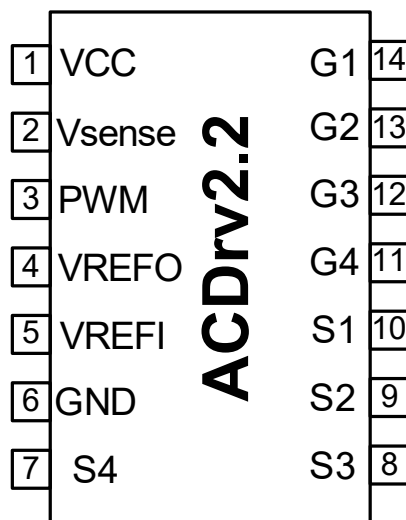 1 VCC G1 14
2 Vsense G2 13
3 PWM G3 12
4 VREFO G4 11
5 VREFI S1 10
6 GND S2 9
7 S4 S3 8
ACDrv2.2